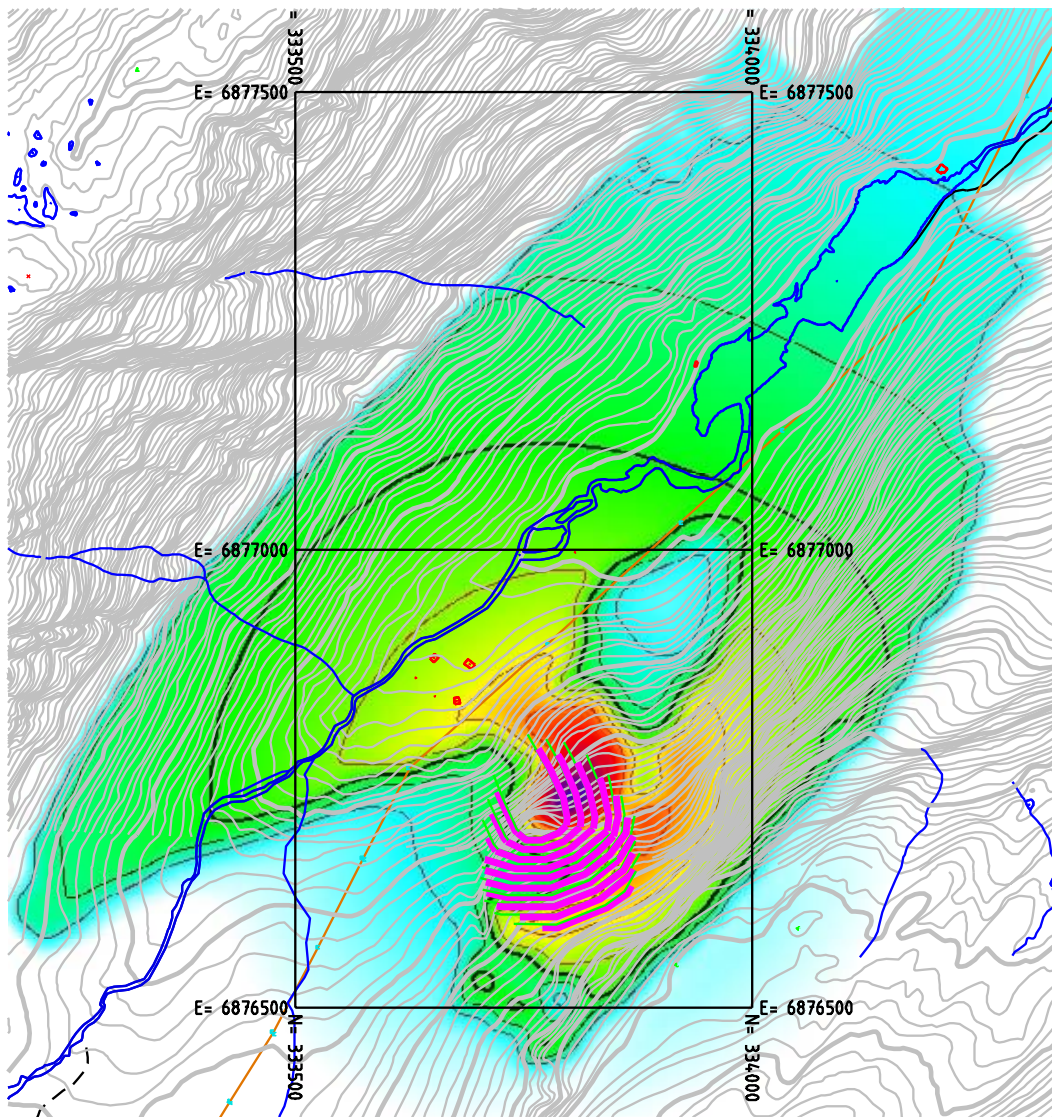 = 333500
= 334000
E= 6877500
E= 6877500
E= 6877000
E= 6877000
E= 6876500
E= 6876500
N= 333500
N= 334000